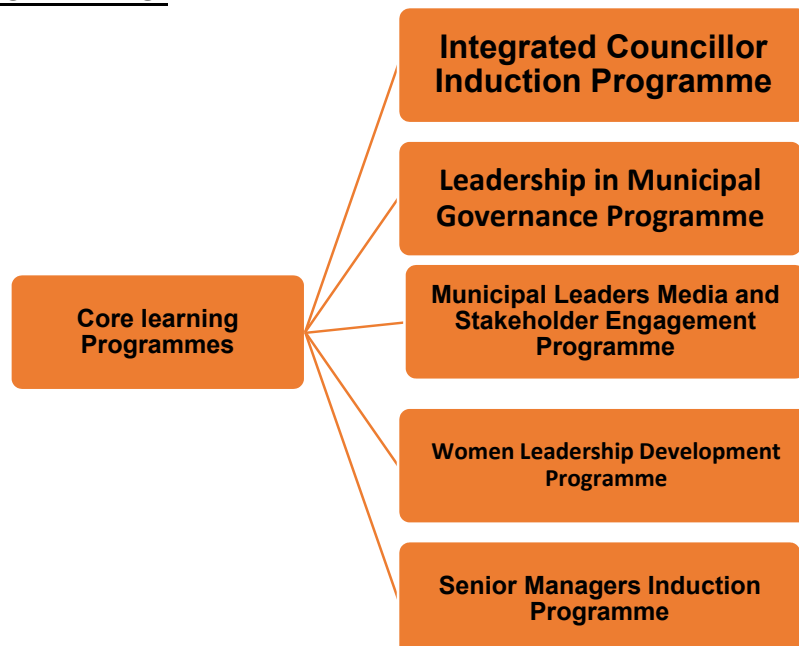 Integrated Councillor
Induction Programme
Leadership in Municipal
Governance Programme
Municipal Leaders Media and
Stakeholder Engagement
Programme
Core learning
Programmes
Women Leadership Development
Programme
Senior Managers Induction
Programme